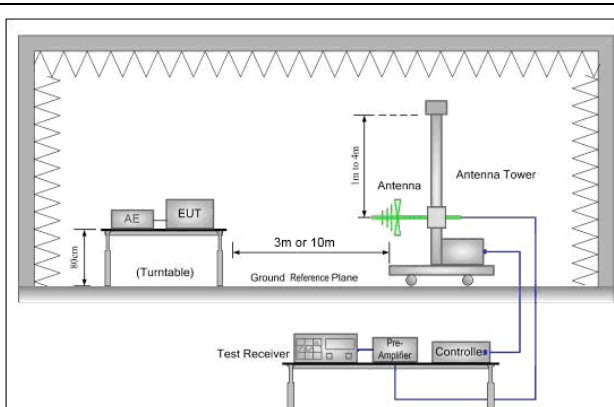 1m to 4m
Antenna
Antenna Tower
AE
EUT
3m or 10m
80cm
(Turntable)
Ground Reference Plane
Test Receiver
Pre-
Amplifier
Controlle